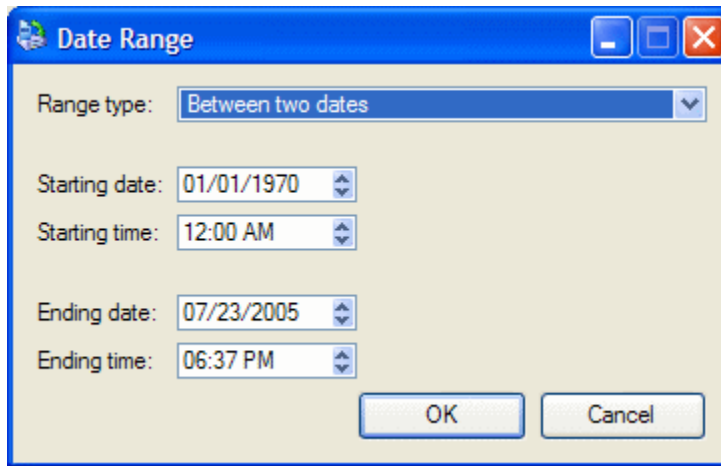 Date Range
Range type: Between two dates
Starting date: 01/01/1970
Starting time: 12:00 AM
Ending date: 07/23/2005
Ending time: 06:37 PM
OK Cancel